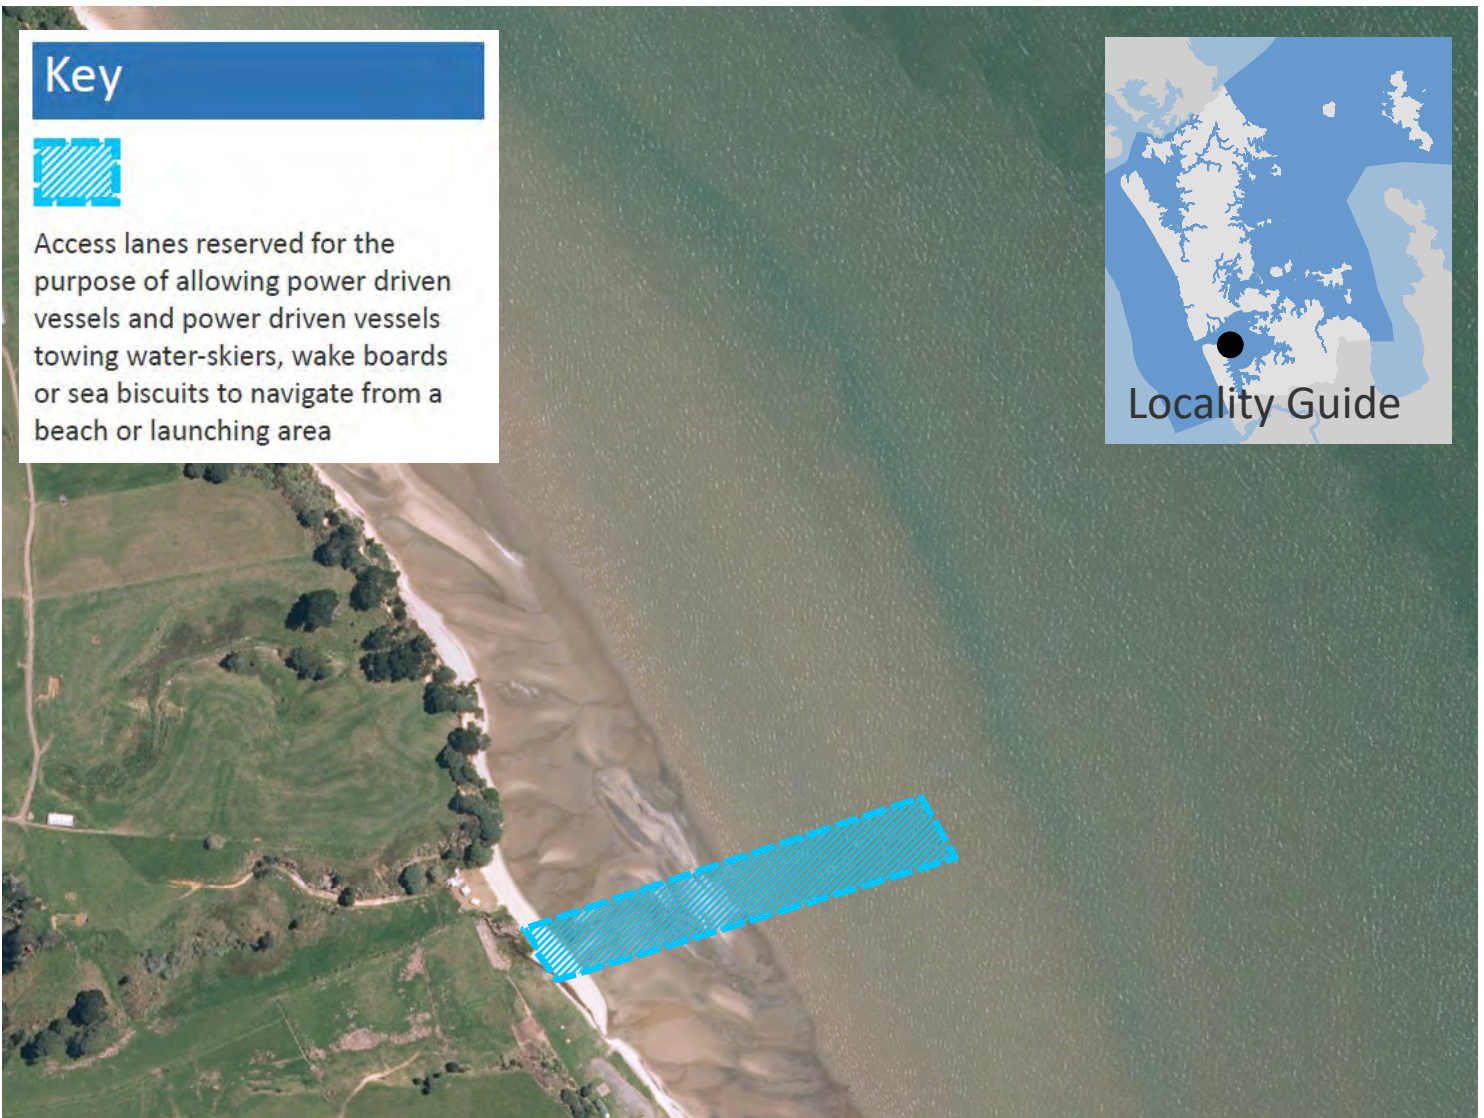 Key
Access lanes reserved for the
purpose of allowing power driven
vessels and power driven vessels
towing water-skiers, wake boards
or sea biscuits to navigate from a
beach or launching area
Locality Guide